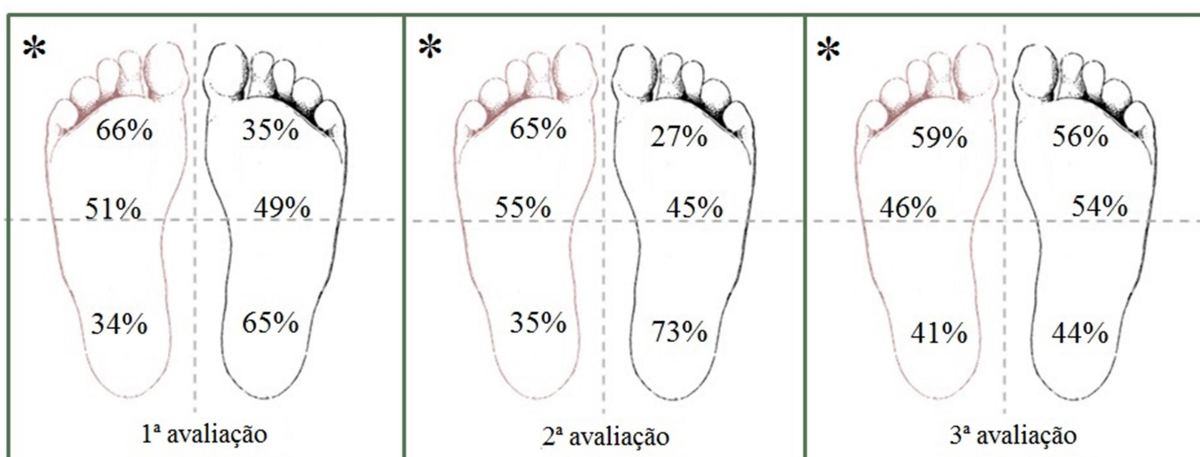 * * *
66% 35% 65% 27% 59% 56%
51% 49% 55% 45% 46% 54%
34% 65% 35% 73% 41% 44%
1ª avaliação 2ª avaliação 3ª avaliação